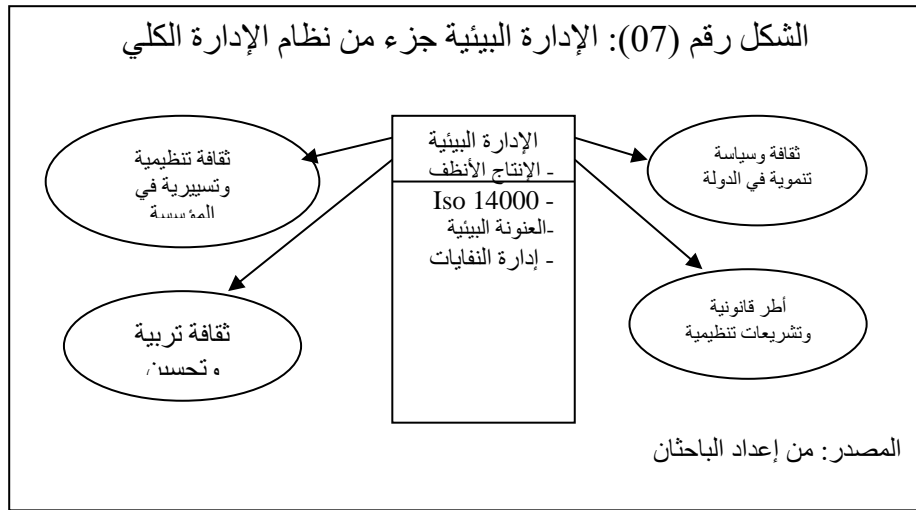 الشكل رقم (07): الإدارة البيئية جزء من نظام الإدارة الكلي
ثقافة وسياسة
تنموية في الدولة
أطر قانونية
وتشريعات تنظيمية
الإدارة البيئية
- الإنتاج الأنظف
- Iso 14000
-العنونة البيئية
- إدارة النفايات
ثقافة تنظيمية
وتسييرية في
المؤسسة
ثقافة تربية
وتحسين
المصدر: من إعداد الباحثان